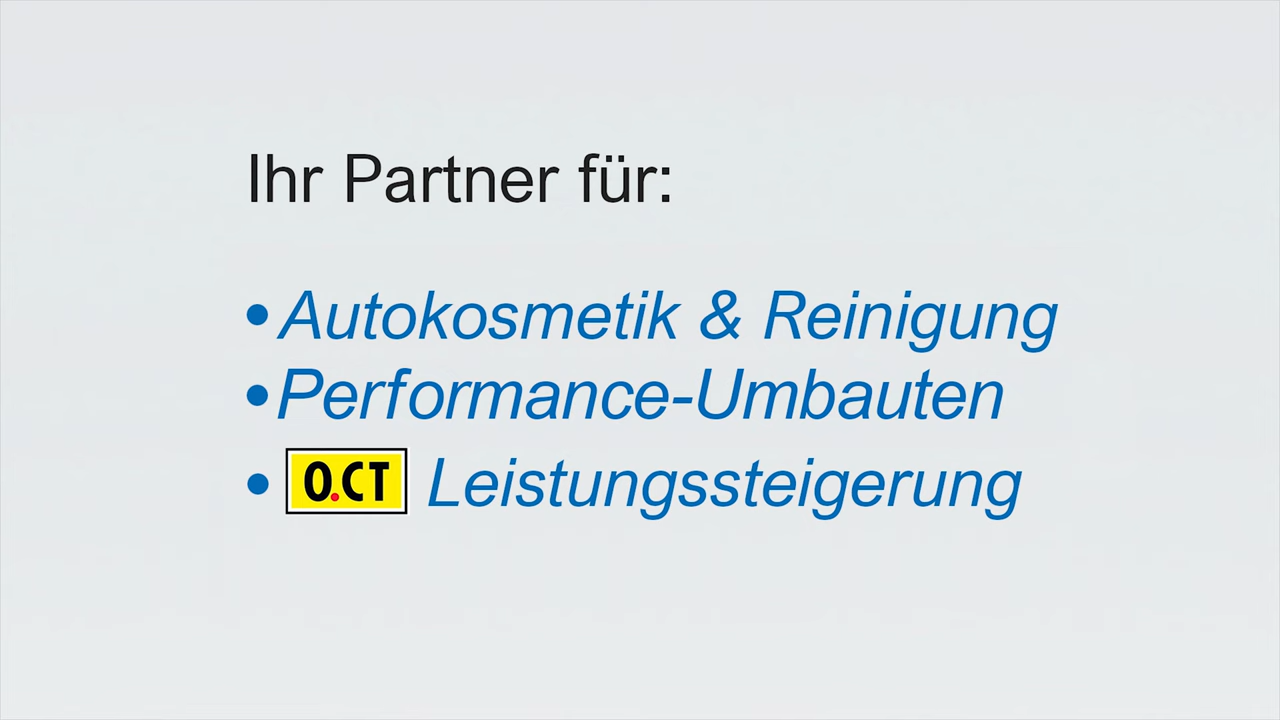 Ihr Partner für:
• Autokosmetik & Reinigung
• Performance-Umbauten
• O.CT Leistungssteigerung